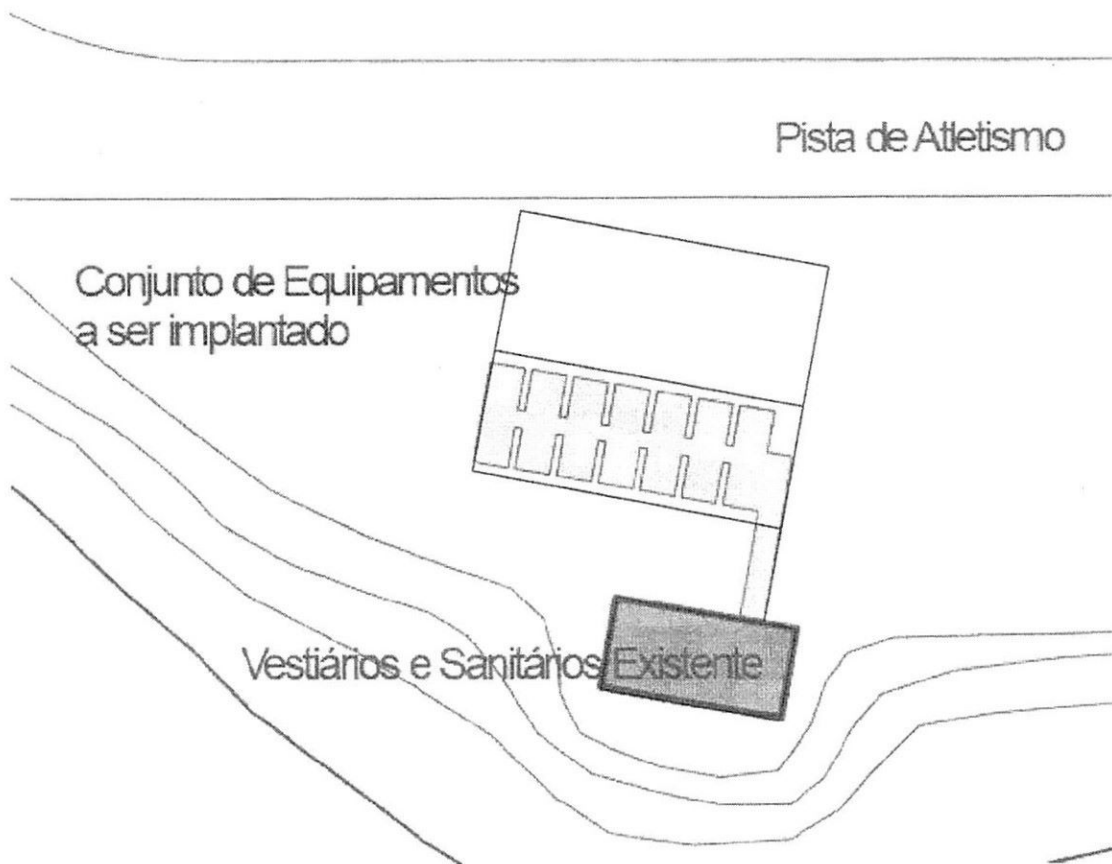 Pista de Atletismo
Conjunto de Equipamentos
a ser implantado
Vestiários e Sanitários Existente